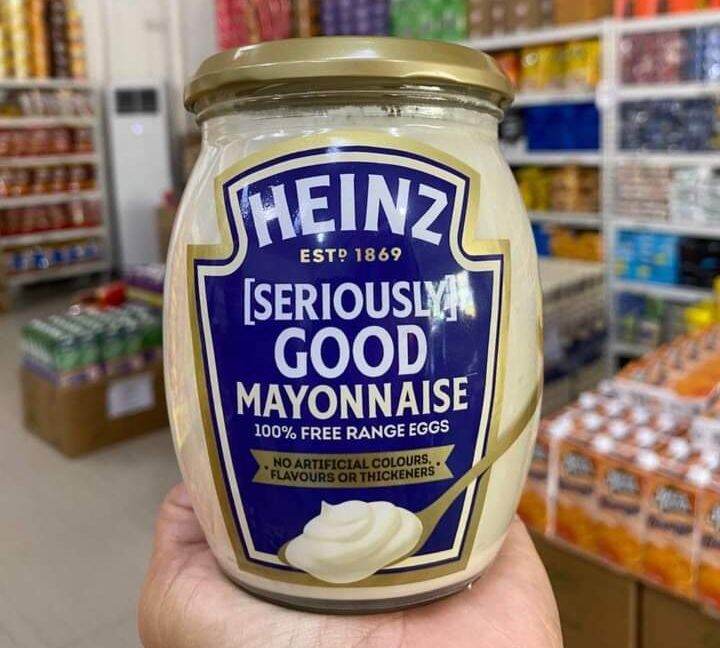 HEINZ
ESTD 1869
[SERIOUSLY]
GOOD
MAYONNAISE
100% FREE RANGE EGGS
• NO ARTIFICIAL COLOURS, •
FLAVOURS OR THICKENERS